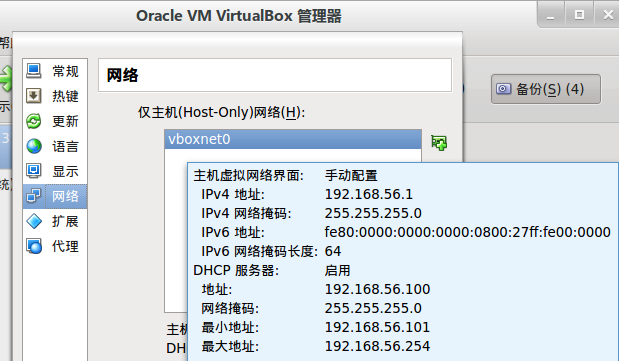 Oracle VM VirtualBox 管理器
帮
常规
热键
更新
语言
显示
网络
扩展
代理
网络
备份(S) (4)
示
3
统
仅主机(Host-Only)网络(H):
vboxnet0
主机虚拟网络界面: 手动配置
IPv4 地址: 192.168.56.1
IPv4 网络掩码: 255.255.255.0
IPv6 地址: fe80:0000:0000:0000:0800:27ff:fe00:0000
IPv6 网络掩码长度: 64
DHCP 服务器: 启用
地址: 192.168.56.100
网络掩码: 255.255.255.0
最小地址: 192.168.56.101
最大地址: 192.168.56.254
主机
DH